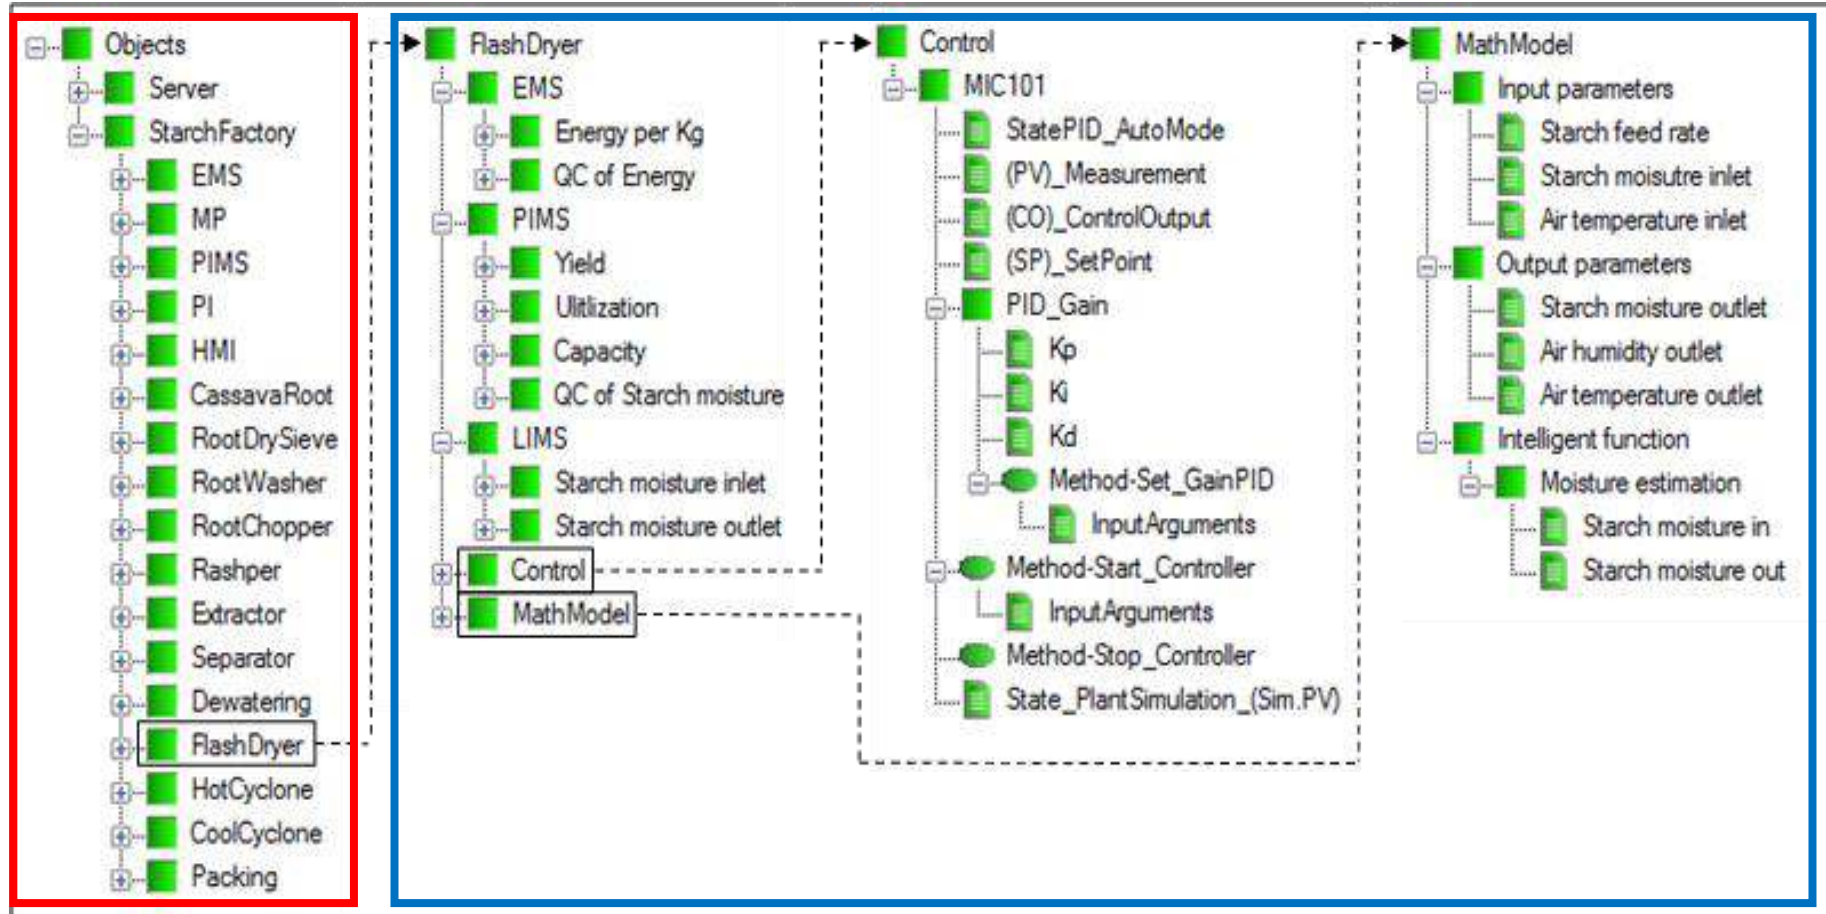 Objects
Server
StarchFactory
EMS
MP
PIMS
PI
HMI
CassavaRoot
RootDrySieve
RootWasher
RootChopper
Rashper
Extractor
Separator
Dewatering
FlashDryer
HotCyclone
CoolCyclone
Packing
FlashDryer
EMS
Energy per Kg
QC of Energy
PIMS
Yield
Ulitlization
Capacity
QC of Starch moisture
LIMS
Starch moisture inlet
Starch moisture outlet
Control
MathModel
Control
MIC101
StatePID_AutoMode
(PV)_Measurement
(CO)_ControlOutput
(SP)_SetPoint
PID_Gain
Kp
Ki
Kd
Method-Set_GainPID
InputArguments
Method-Start_Controller
InputArguments
Method-Stop_Controller
State_PlantSimulation_(Sim.PV)
MathModel
Input parameters
Starch feed rate
Starch moisutre inlet
Air temperature inlet
Output parameters
Starch moisture outlet
Air humidity outlet
Air temperature outlet
Intelligent function
Moisture estimation
Starch moisture in
Starch moisture out